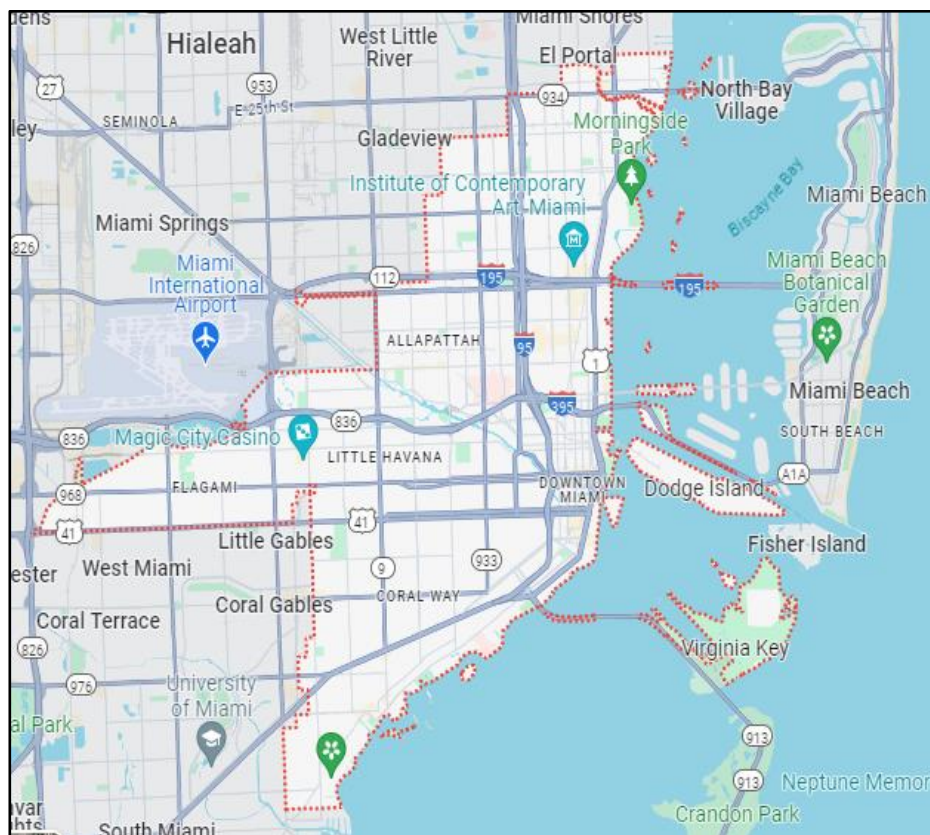 dens
Hialeah
West Little
River
Miami Shores
El Portal
27
953
E 25th St
934
North Bay
Village
SEMINOLA
ley
Gladeview
Morningside
Park
Institute of Contemporary
Art, Miami
Biscayne Bay
Miami Beach
Miami Springs
826
Miami
International
Airport
112
195
195
Miami Beach
Botanical
Garden
ALLAPATTAH
95
1
Miami Beach
395
836
836
Magic City Casino
SOUTH BEACH
LITTLE HAVANA
968
FLAGAMI
DOWNTOWN
MIAMI
A1A
Dodge Island
41
41
Little Gables
Fisher Island
ester
West Miami
9
933
Coral Gables
CORAL WAY
Coral Terrace
826
Virginia Key
976
University
of Miami
al Park
913
913
Neptune Memor
Crandon Park
South Miami